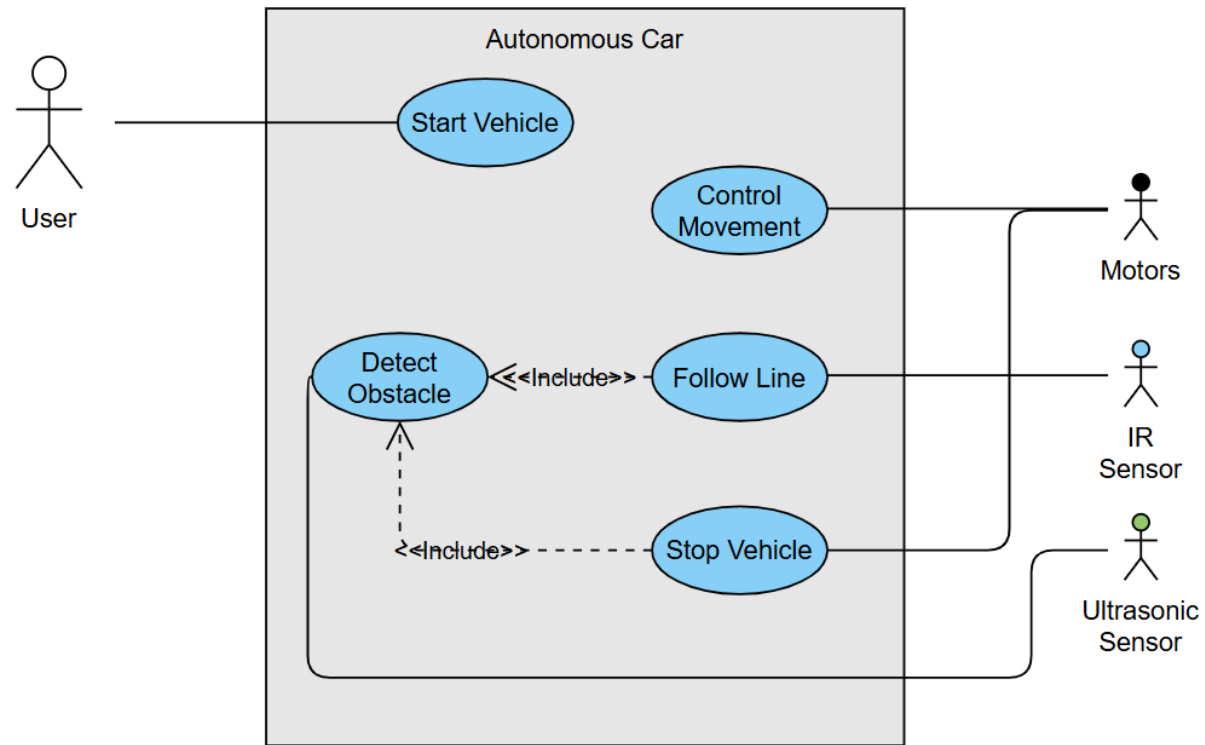 Autonomous Car
Start Vehicle
User
Control
Movement
Motors
Detect
Obstacle
<<Include>>
Follow Line
IR
Sensor
<<Include>>
Stop Vehicle
Ultrasonic
Sensor